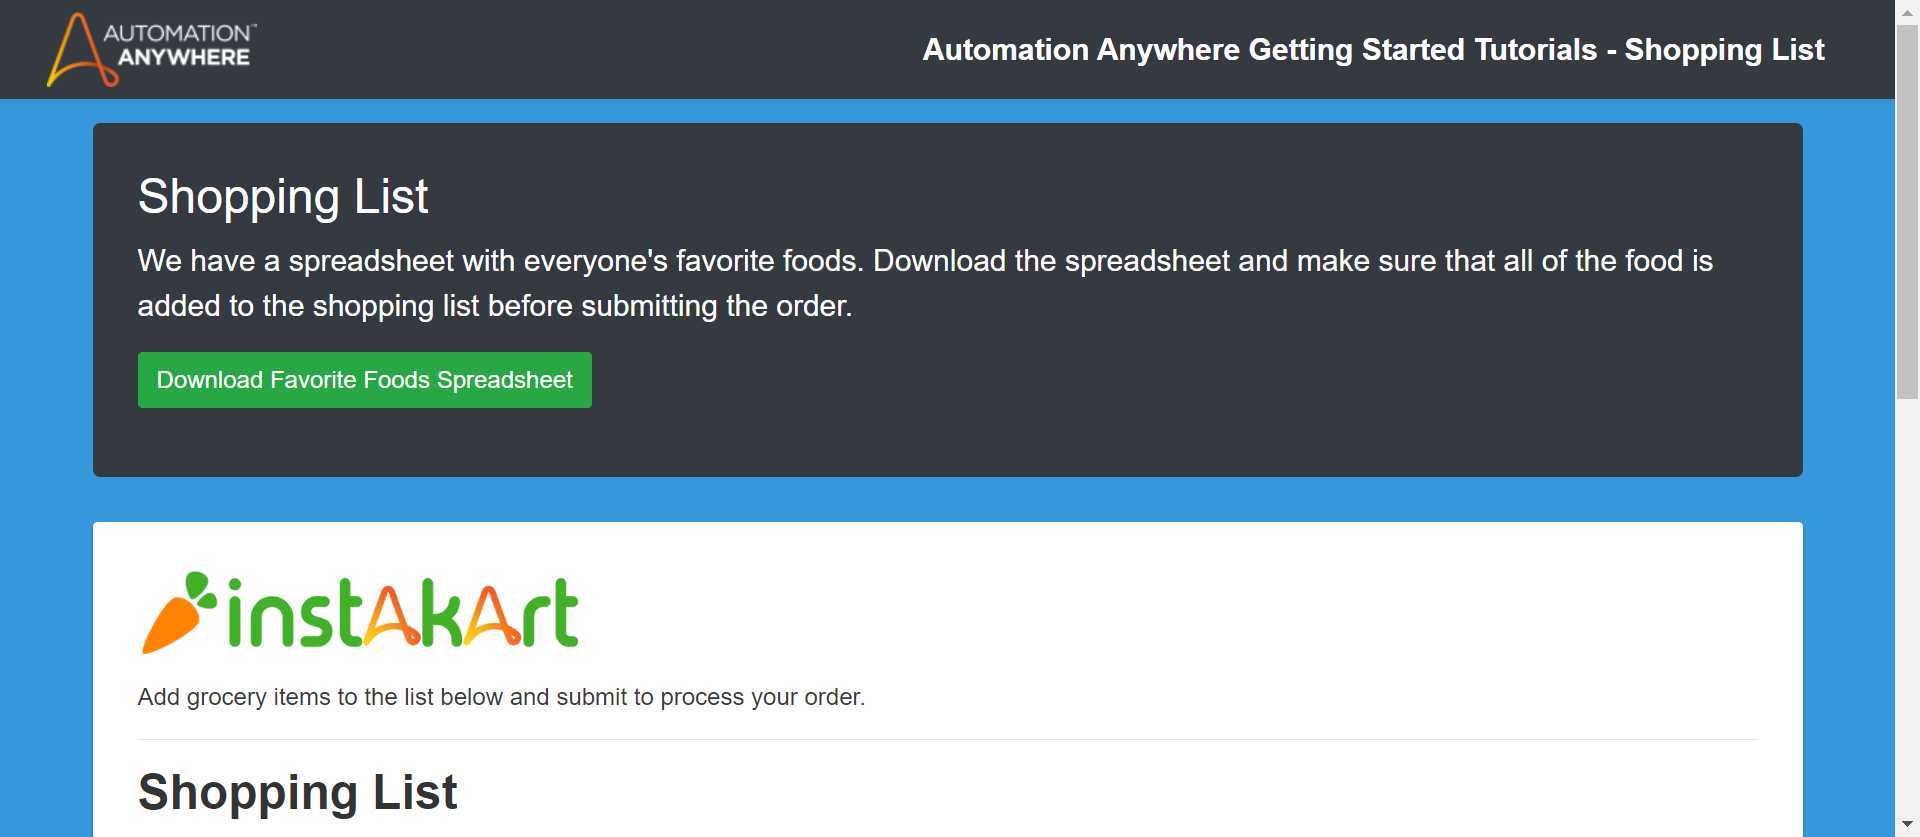 AUTOMATION™
ANYWHERE
Automation Anywhere Getting Started Tutorials - Shopping List
Shopping List
We have a spreadsheet with everyone's favorite foods. Download the spreadsheet and make sure that all of the food is
added to the shopping list before submitting the order.
Download Favorite Foods Spreadsheet
instAkArt
Add grocery items to the list below and submit to process your order.
Shopping List